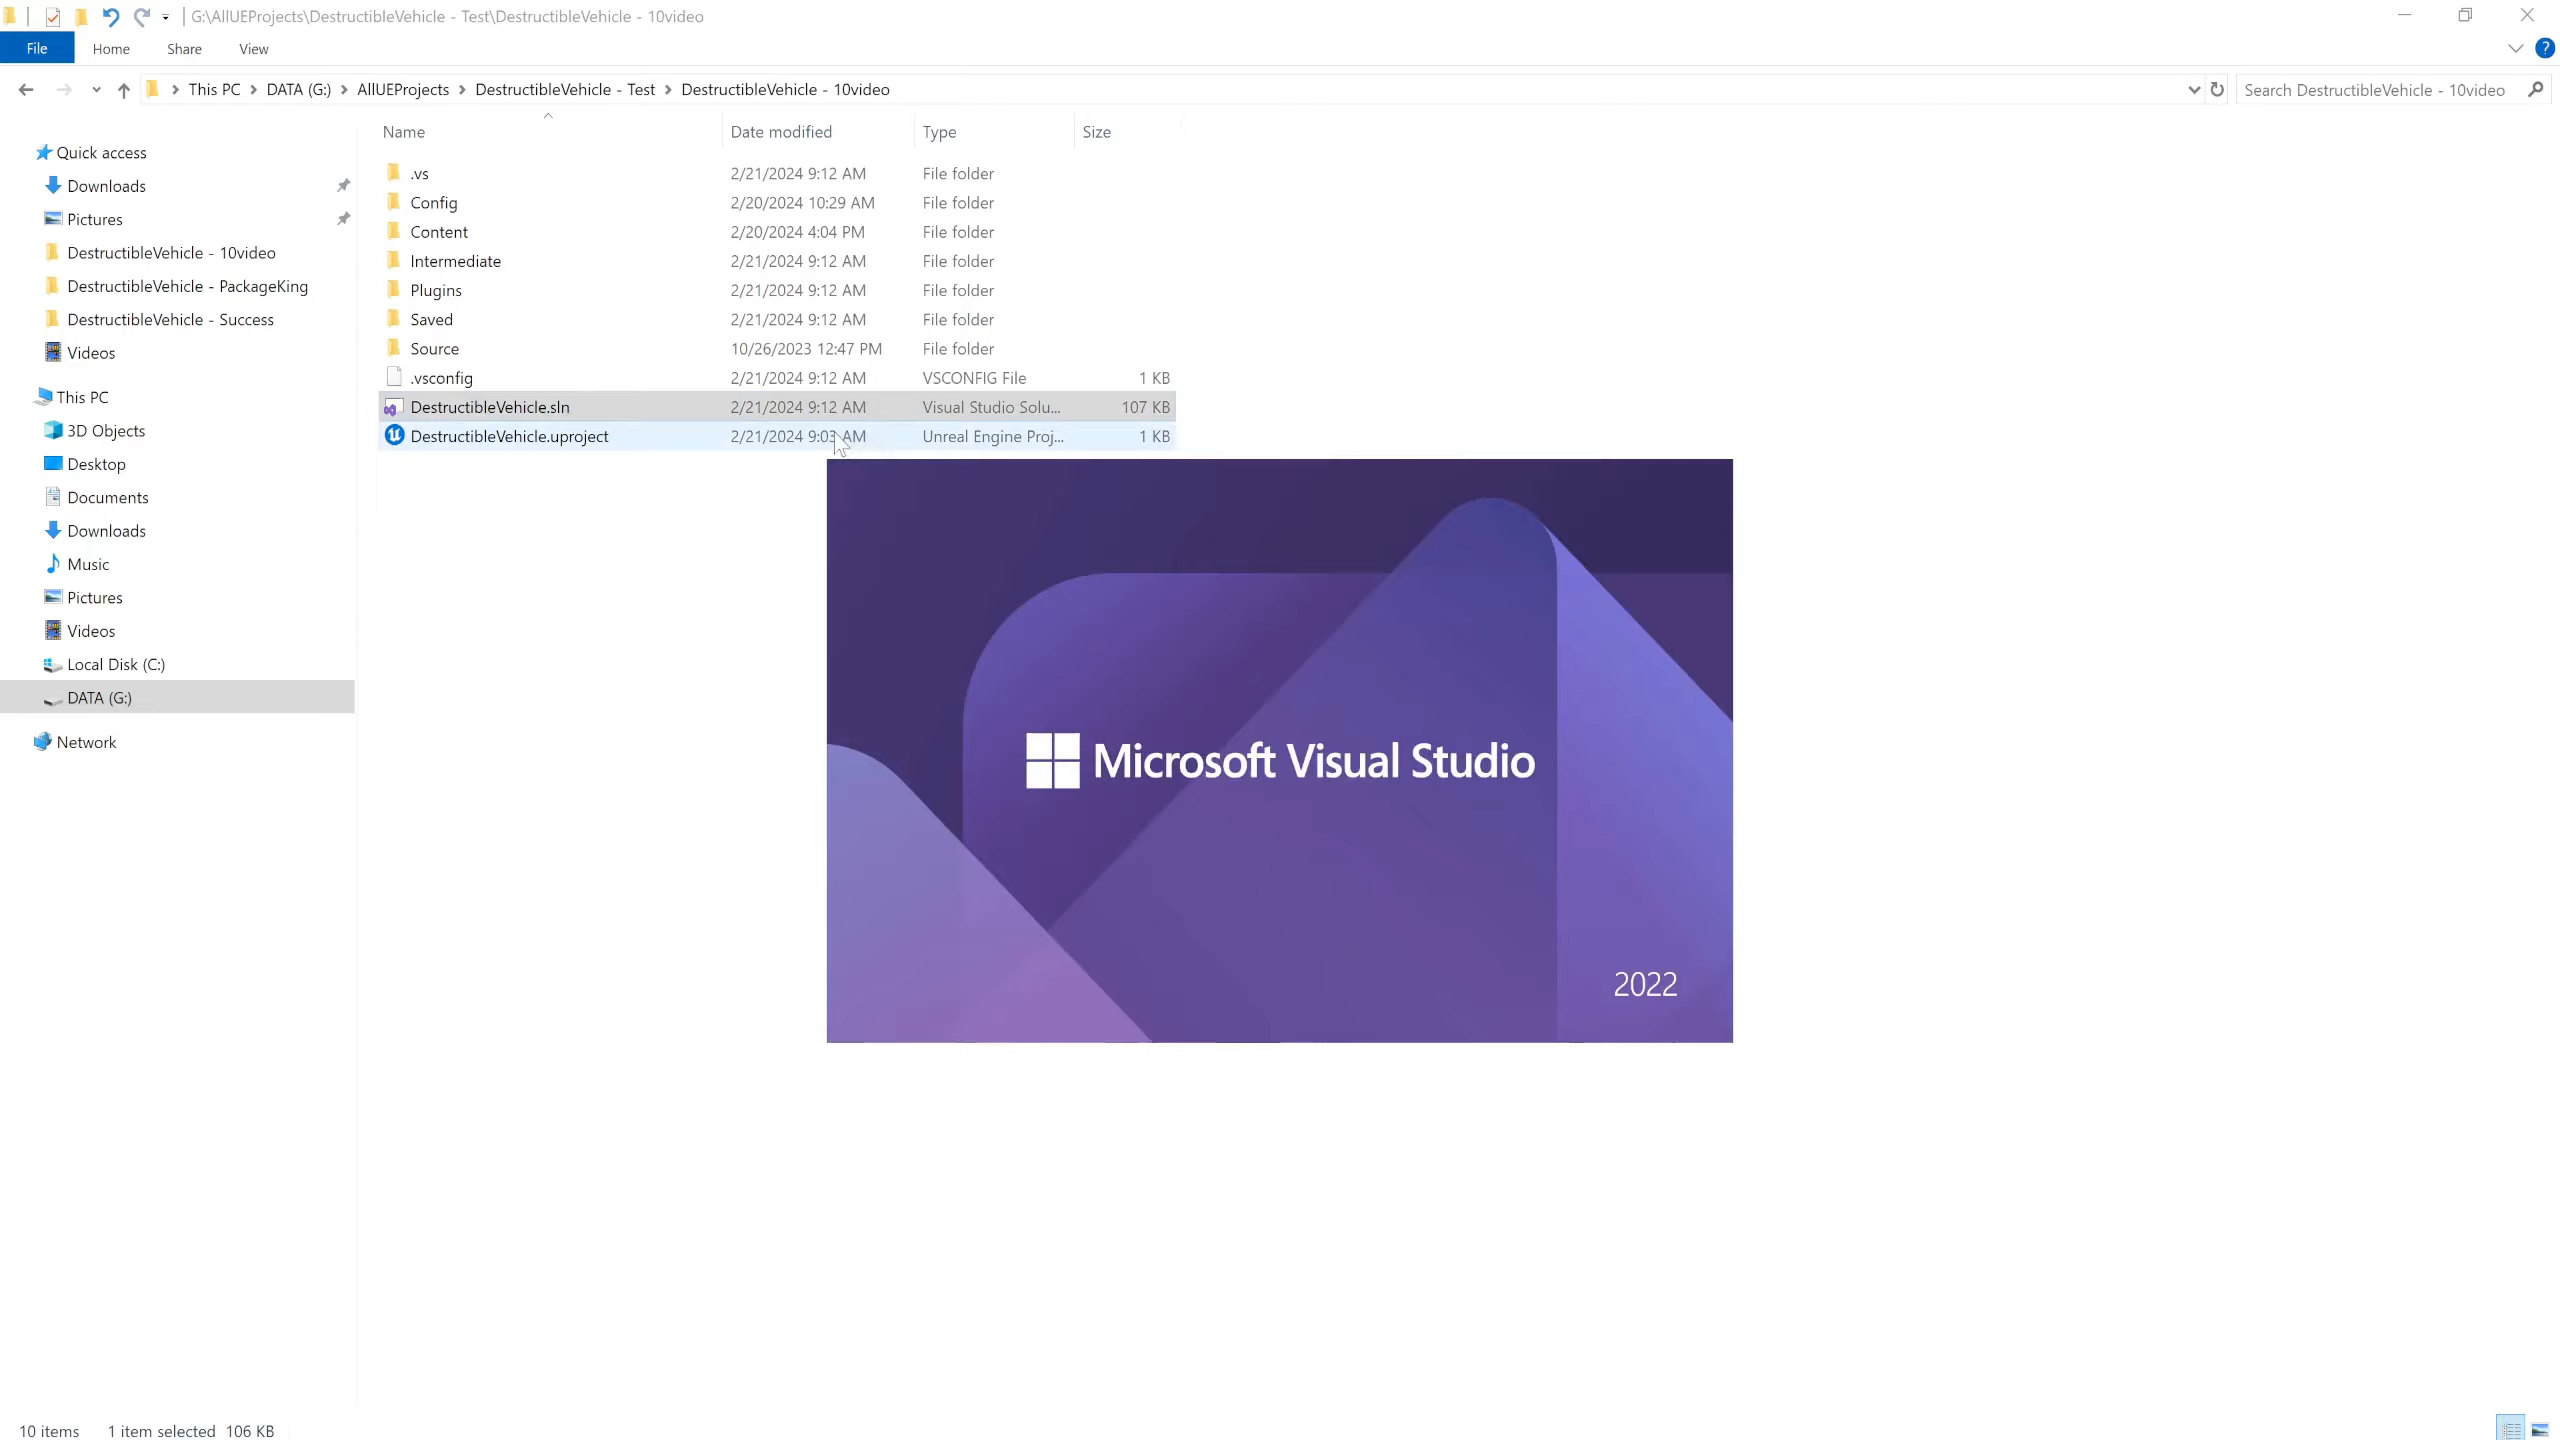 G:\AllUEProjects\DestructibleVehicle - Test\DestructibleVehicle - 10video
File Home Share View
This PC DATA (G:) AllUEProjects DestructibleVehicle - Test DestructibleVehicle - 10video Search DestructibleVehicle - 10video
Name Date modified Type Size
Quick access
Downloads
Pictures
DestructibleVehicle - 10video
DestructibleVehicle - PackageKing
DestructibleVehicle - Success
Videos
This PC
3D Objects
Desktop
Documents
Downloads
Music
Pictures
Videos
Local Disk (C:)
DATA (G:)
Network
.vs 2/21/2024 9:12 AM File folder
Config 2/20/2024 10:29 AM File folder
Content 2/20/2024 4:04 PM File folder
Intermediate 2/21/2024 9:12 AM File folder
Plugins 2/21/2024 9:12 AM File folder
Saved 2/21/2024 9:12 AM File folder
Source 10/26/2023 12:47 PM File folder
.vsconfig 2/21/2024 9:12 AM VSCONFIG File 1 KB
DestructibleVehicle.sln 2/21/2024 9:12 AM Visual Studio Solu... 107 KB
DestructibleVehicle.uproject 2/21/2024 9:03 AM Unreal Engine Proj... 1 KB
Microsoft Visual Studio
2022
10 items 1 item selected 106 KB